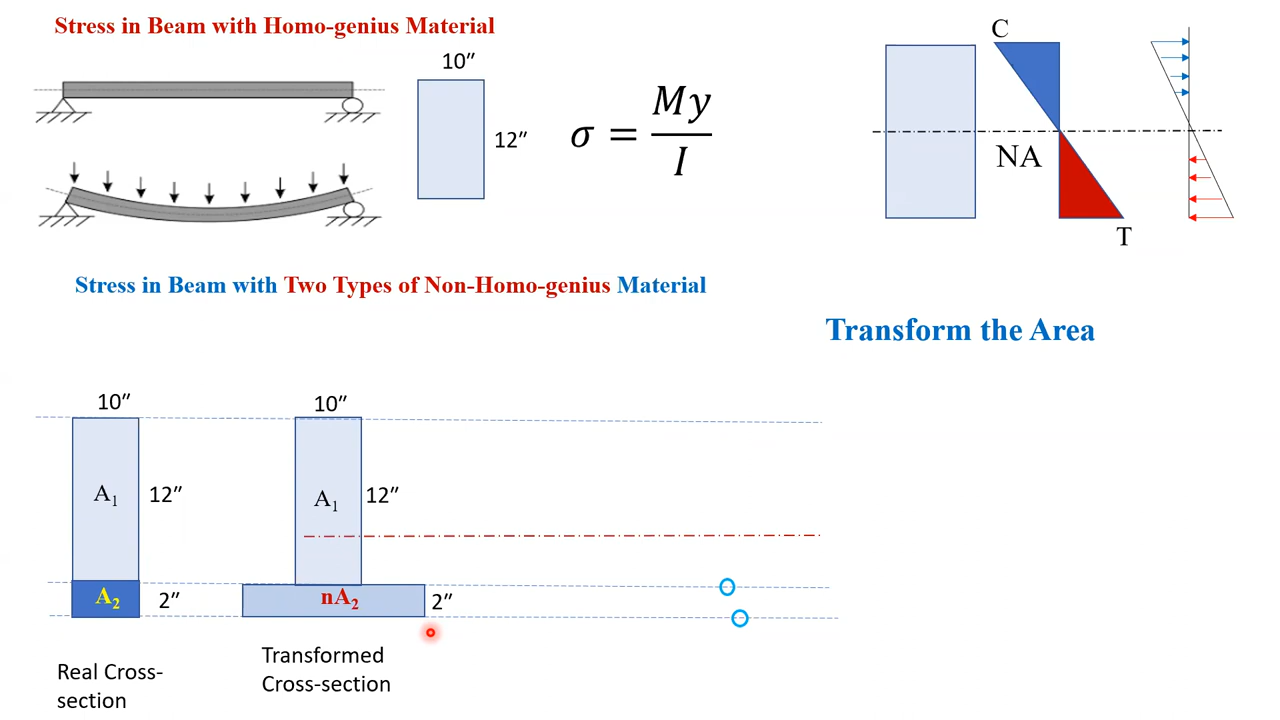 Stress in Beam with Homo-genius Material
10″
12″
σ = My/I
C
NA
T
Stress in Beam with Two Types of Non-Homo-genius Material
Transform the Area
10″
10″
A₁
12″
A₁
12″
A₂
2″
nA₂
2″
Real Cross-
section
Transformed
Cross-section